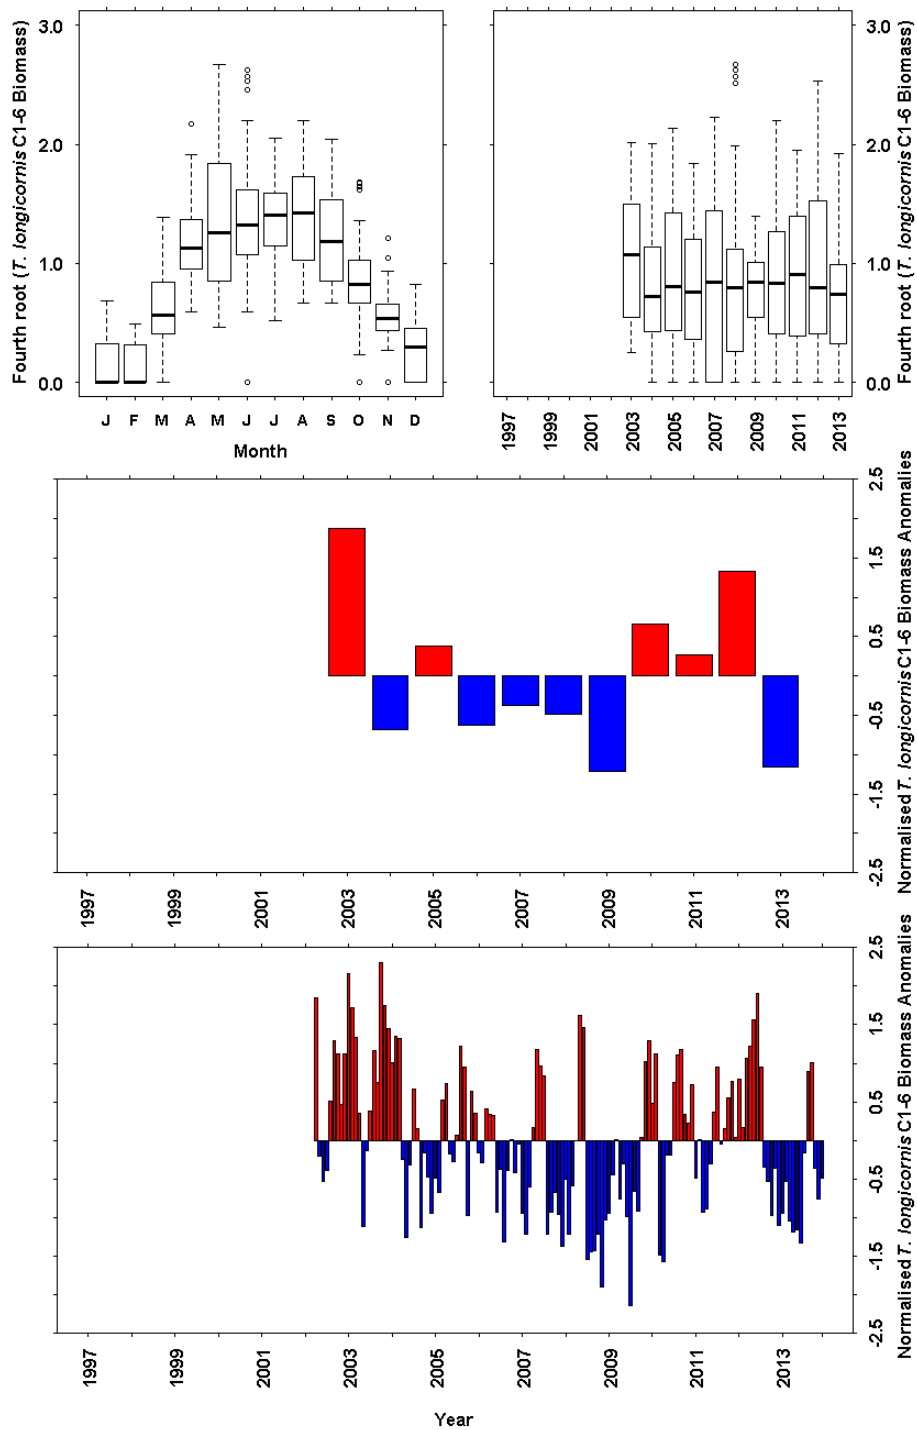 Fourth root (T. longicornis C1-6 Biomass)
3.0
2.0
1.0
0.0
J F M A M J J A S O N D
Month
3.0
2.0
1.0
0.0
Fourth root (T. longicornis C1-6 Biomass)
1997 1999 2001 2003 2005 2007 2009 2011 2013
2.5
1.5
0.5
-0.5
-1.5
-2.5
Normalised T. longicornis C1-6 Biomass Anomalies
1997 1999 2001 2003 2005 2007 2009 2011 2013
2.5
1.5
0.5
-0.5
-1.5
-2.5
Normalised T. longicornis C1-6 Biomass Anomalies
1997 1999 2001 2003 2005 2007 2009 2011 2013
Year